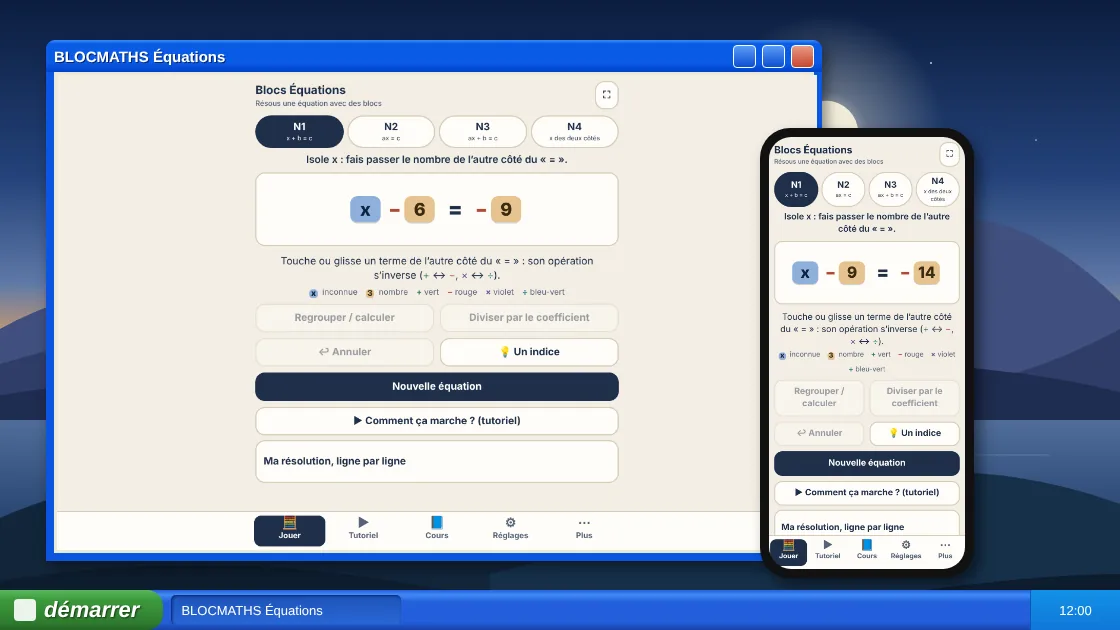 BLOCMATHS Équations
Blocs Équations
Résous une équation avec des blocs
N1
x + b = c
N2
ax = c
N3
ax + b = c
N4
x des deux côtés
Isole x : fais passer le nombre de l'autre côté du « = ».
x − 6 = − 9
Touche ou glisse un terme de l'autre côté du « = » : son opération
s'inverse (+ ↔ −, × ↔ ÷).
x inconnue 3 nombre + vert − rouge × violet ÷ bleu-vert
Regrouper / calculer
Diviser par le coefficient
↩ Annuler
💡 Un indice
Nouvelle équation
▶ Comment ça marche ? (tutoriel)
Ma résolution, ligne par ligne
Jouer
Tutoriel
Cours
Réglages
Plus
Blocs Équations
Résous une équation avec des blocs
N1
x + b = c
N2
ax = c
N3
ax + b = c
N4
x des deux
côtés
Isole x : fais passer le nombre de l'autre
côté du « = ».
x − 9 = − 14
Touche ou glisse un terme de l'autre côté
du « = » : son opération s'inverse (+ ↔ −,
× ↔ ÷).
x inconnue 3 nombre + vert − rouge × violet
÷ bleu-vert
Regrouper /
calculer
Diviser par le
coefficient
↩ Annuler
💡 Un indice
Nouvelle équation
▶ Comment ça marche ? (tutoriel)
Ma résolution, ligne par ligne
Jouer
Tutoriel
Cours
Réglages
Plus
démarrer
BLOCMATHS Équations
12:00